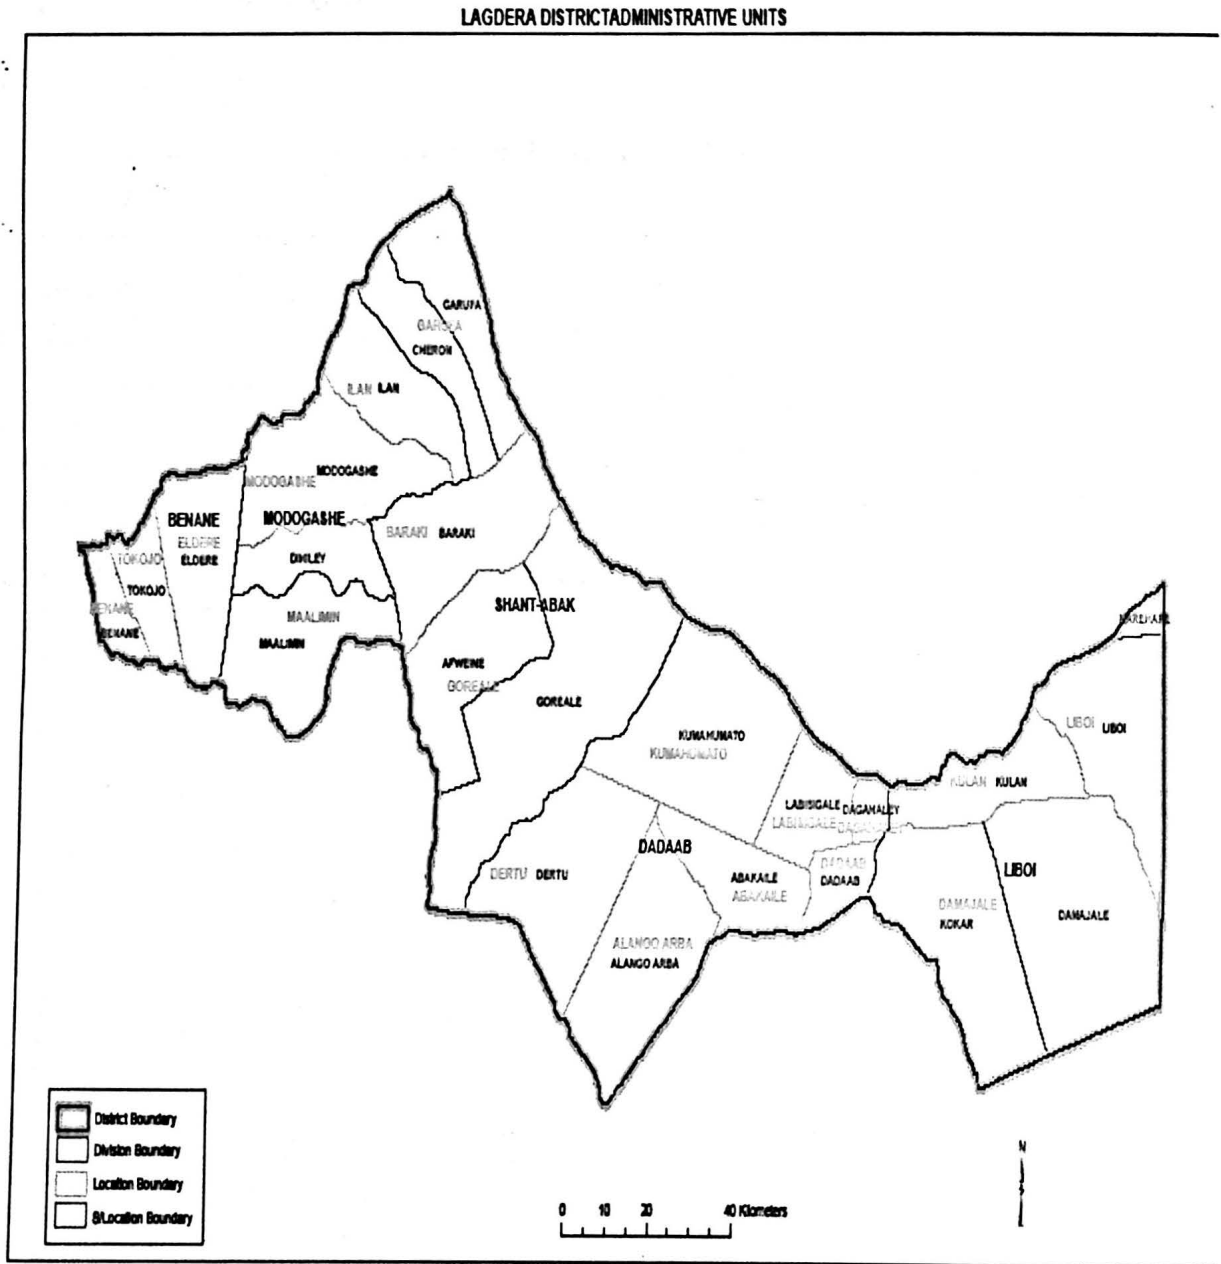 LAGDERA DISTRICTADMINISTRATIVE UNITS
GARUFA
CHERON
ILAN ILAN
MODOGASHE MODOGASHE
BENANE
MODOGASHE
ELDERE
ELDERE
BARAKI BARAKI
TOKOJO
TOKOJO
DIHLEY
BENANE
BENANE
MAALIMIN
MAALIMIN
SHANT-ABAK
AFWEINE
GOREALE
GOREALE
LIBOI LIBOI
KUMAHUMATO
KUMAHUMATO
KULAN KULAN
LABISIGALE
LABISIGALE
DAGAHALEY
DAGAHALEY
DADAAB
DADAAB
DADAAB
DERTU DERTU
ABAKAILE
ABAKAILE
LIBOI
DAMAJALE
KOKAR
DAMAJALE
ALANGO ARBA
ALANGO ARBA
District Boundary
Division Boundary
Location Boundary
S/Location Boundary
N
0 10 20 40 Kilometers